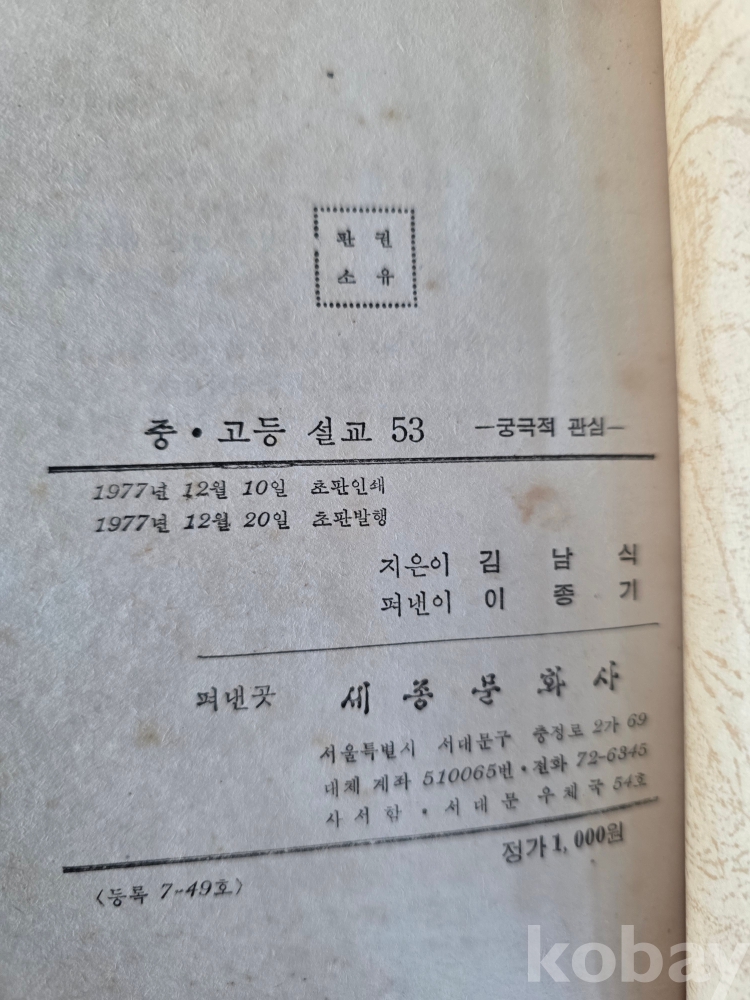 판권
소유
중·고등 설교 53 —궁극적 관심—
1977년 12월 10일 초판인쇄
1977년 12월 20일 초판발행
지은이 김 남 식
펴낸이 이 종 기
펴낸곳 세 종 문 화 사
서울특별시 서대문구 충정로 2가 69
대체 계좌 510065번·전화 72-6345
사서함·서대문 우체국 54호
정가 1,000원
〈등록 7-49호〉
kobay